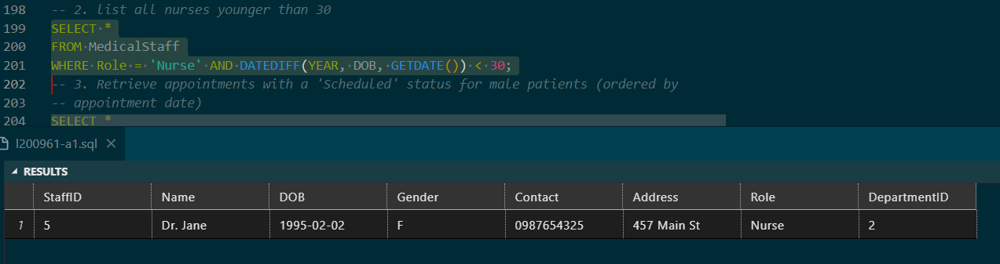 198 -- 2. list all nurses younger than 30
199 SELECT *
200 FROM MedicalStaff
201 WHERE Role = 'Nurse' AND DATEDIFF(YEAR, DOB, GETDATE()) < 30;
202 -- 3. Retrieve appointments with a 'Scheduled' status for male patients (ordered by
203 -- appointment date)
204 SELECT *
l200961-a1.sql
RESULTS
StaffID Name DOB Gender Contact Address Role DepartmentID
1 5 Dr. Jane 1995-02-02 F 0987654325 457 Main St Nurse 2